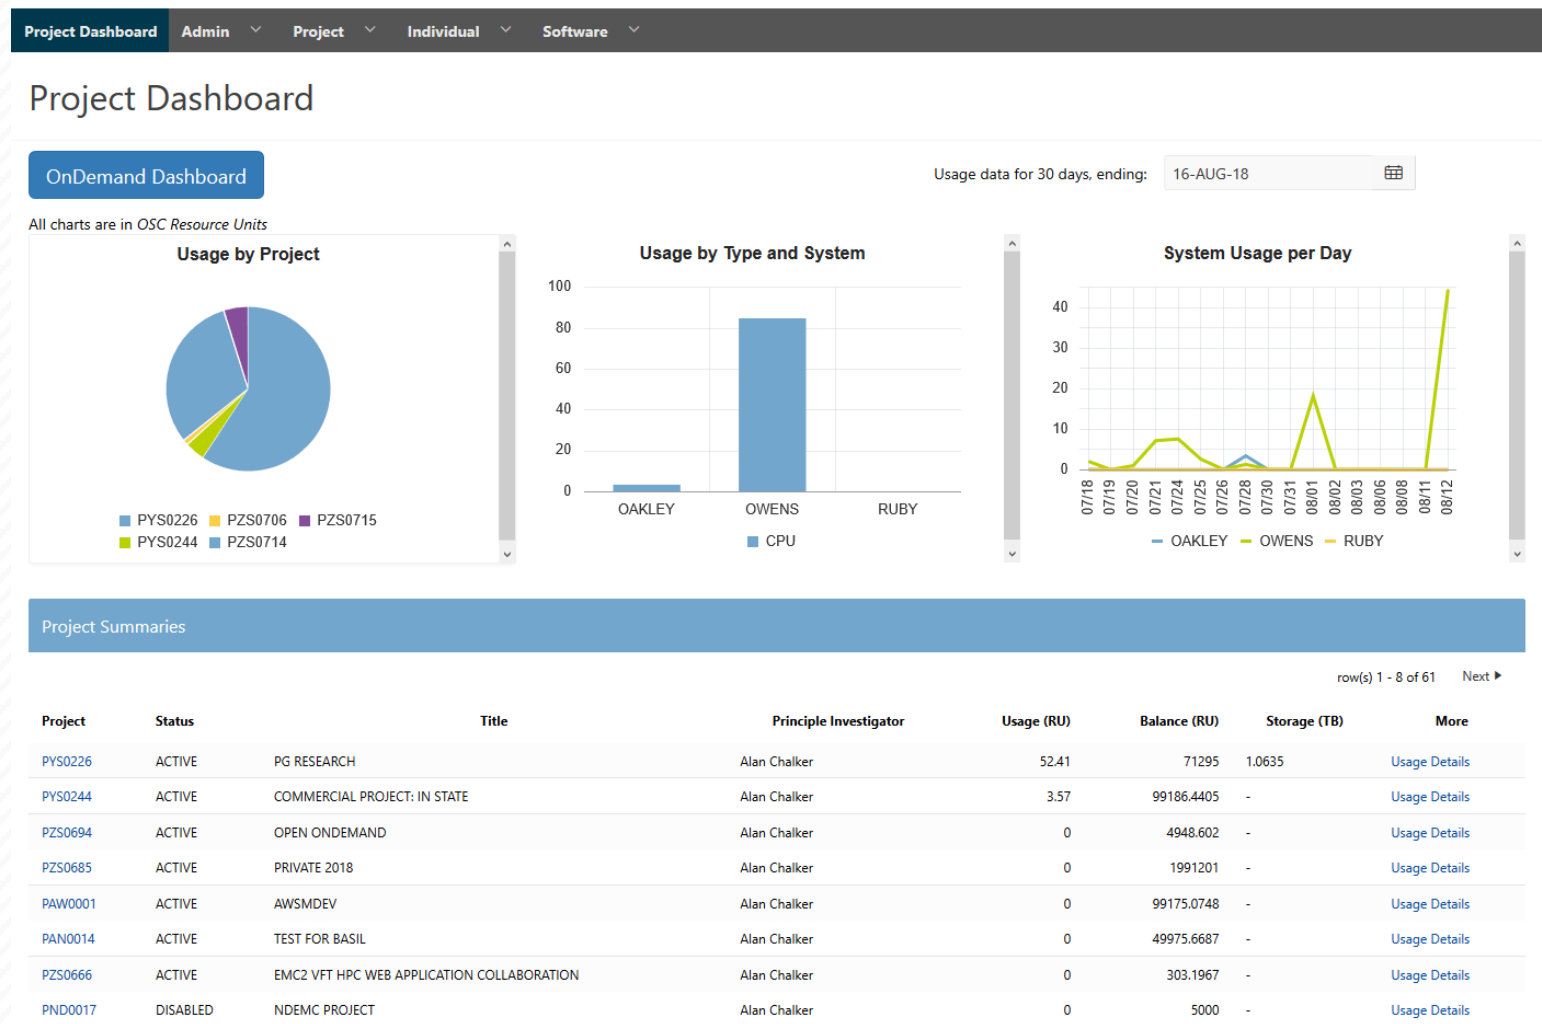 Project Dashboard Admin Project Individual Software
Project Dashboard
OnDemand Dashboard
Usage data for 30 days, ending: 16-AUG-18
All charts are in OSC Resource Units
Usage by Project
PYS0226 PZS0706 PZS0715
PYS0244 PZS0714
Usage by Type and System
100
80
60
40
20
0
OAKLEY OWENS RUBY
CPU
System Usage per Day
40
30
20
10
0
07/18 07/19 07/20 07/21 07/24 07/25 07/26 07/28 07/30 07/31 08/01 08/02 08/03 08/06 08/08 08/11 08/12
OAKLEY OWENS RUBY
Project Summaries
row(s) 1 - 8 of 61 Next
Project Status Title Principle Investigator Usage (RU) Balance (RU) Storage (TB) More
PYS0226 ACTIVE PG RESEARCH Alan Chalker 52.41 71295 1.0635 Usage Details
PYS0244 ACTIVE COMMERCIAL PROJECT: IN STATE Alan Chalker 3.57 99186.4405 - Usage Details
PZS0694 ACTIVE OPEN ONDEMAND Alan Chalker 0 4948.602 - Usage Details
PZS0685 ACTIVE PRIVATE 2018 Alan Chalker 0 1991201 - Usage Details
PAW0001 ACTIVE AWSMDEV Alan Chalker 0 99175.0748 - Usage Details
PAN0014 ACTIVE TEST FOR BASIL Alan Chalker 0 49975.6687 - Usage Details
PZS0666 ACTIVE EMC2 VFT HPC WEB APPLICATION COLLABORATION Alan Chalker 0 303.1967 - Usage Details
PND0017 DISABLED NDEMC PROJECT Alan Chalker 0 5000 - Usage Details